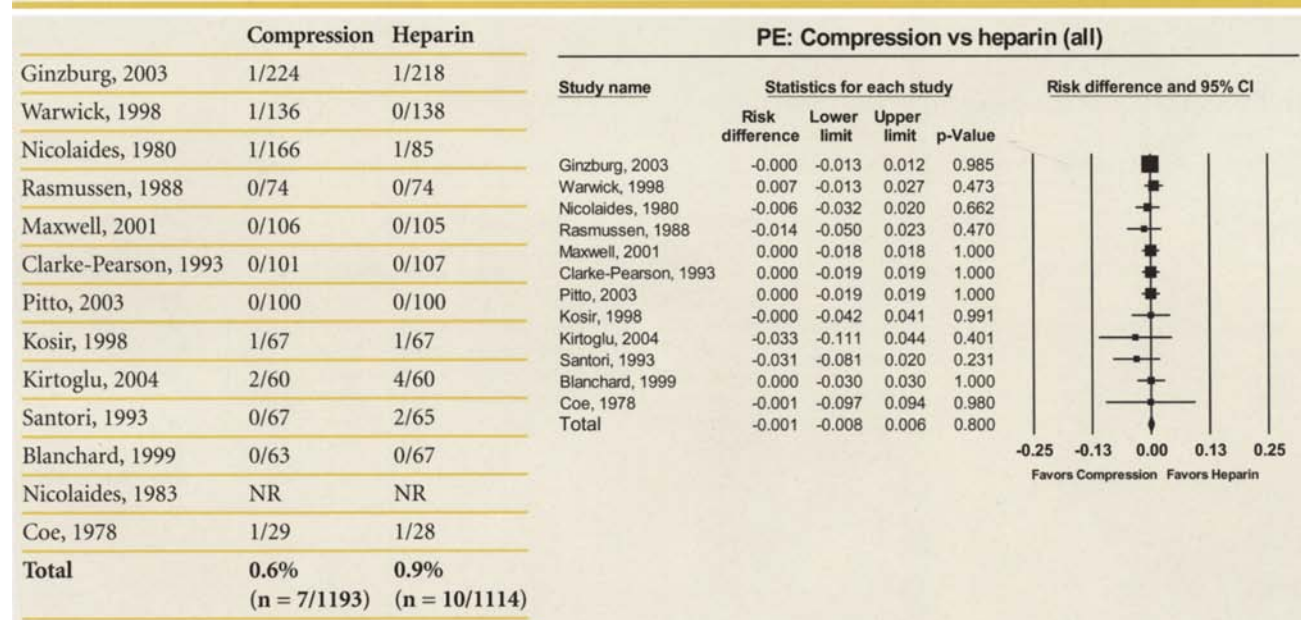 Compression Heparin
Ginzburg, 2003 1/224 1/218
Warwick, 1998 1/136 0/138
Nicolaides, 1980 1/166 1/85
Rasmussen, 1988 0/74 0/74
Maxwell, 2001 0/106 0/105
Clarke-Pearson, 1993 0/101 0/107
Pitto, 2003 0/100 0/100
Kosir, 1998 1/67 1/67
Kirtoglu, 2004 2/60 4/60
Santori, 1993 0/67 2/65
Blanchard, 1999 0/63 0/67
Nicolaides, 1983 NR NR
Coe, 1978 1/29 1/28
Total 0.6% 0.9%
(n = 7/1193) (n = 10/1114)
PE: Compression vs heparin (all)
Study name Statistics for each study Risk difference and 95% CI
Risk Lower Upper
difference limit limit p-Value
Ginzburg, 2003 -0.000 -0.013 0.012 0.985
Warwick, 1998 0.007 -0.013 0.027 0.473
Nicolaides, 1980 -0.006 -0.032 0.020 0.662
Rasmussen, 1988 -0.014 -0.050 0.023 0.470
Maxwell, 2001 0.000 -0.018 0.018 1.000
Clarke-Pearson, 1993 0.000 -0.019 0.019 1.000
Pitto, 2003 0.000 -0.019 0.019 1.000
Kosir, 1998 -0.000 -0.042 0.041 0.991
Kirtoglu, 2004 -0.033 -0.111 0.044 0.401
Santori, 1993 -0.031 -0.081 0.020 0.231
Blanchard, 1999 0.000 -0.030 0.030 1.000
Coe, 1978 -0.001 -0.097 0.094 0.980
Total -0.001 -0.008 0.006 0.800
-0.25 -0.13 0.00 0.13 0.25
Favors Compression Favors Heparin